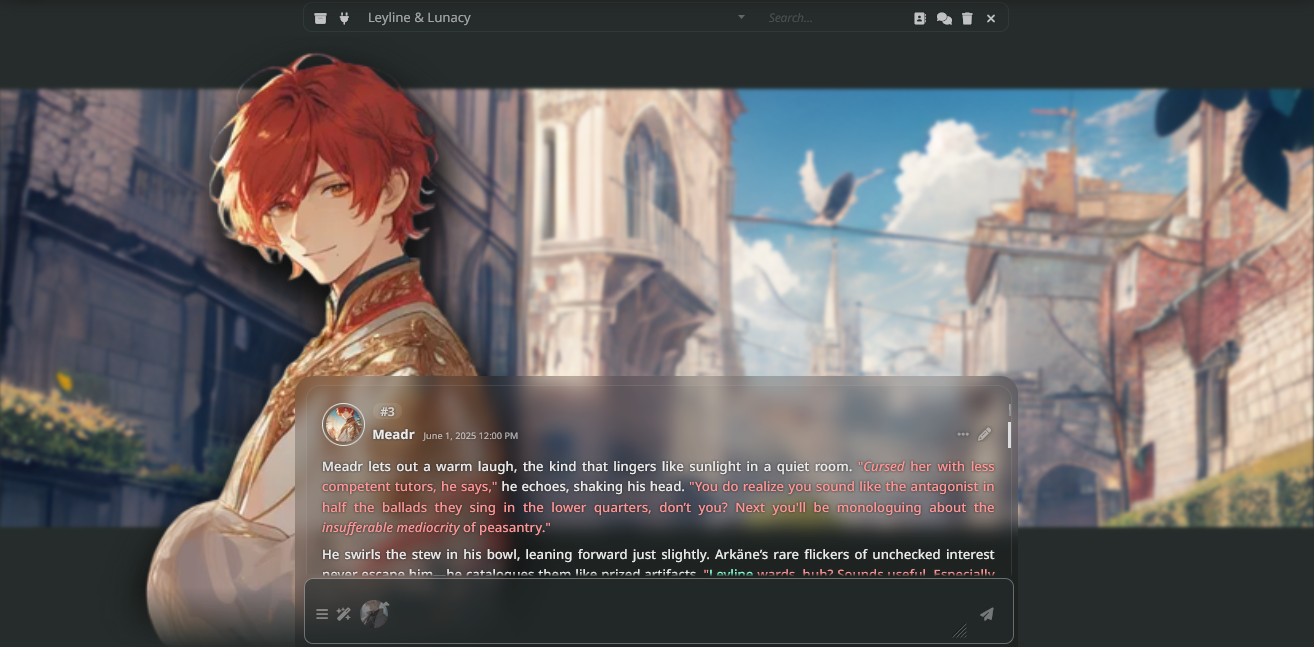 Leyline & Lunacy
Search...
#3
Meadr June 1, 2025 12:00 PM
Meadr lets out a warm laugh, the kind that lingers like sunlight in a quiet room. "Cursed her with less
competent tutors, he says," he echoes, shaking his head. "You do realize you sound like the antagonist in
half the ballads they sing in the lower quarters, don't you? Next you'll be monologuing about the
insufferable mediocrity of peasantry."
He swirls the stew in his bowl, leaning forward just slightly. Arkäne's rare flickers of unchecked interest
never escape him—he catalogues them like prized artifacts. "Leyline wards, huh? Sounds useful. Especially